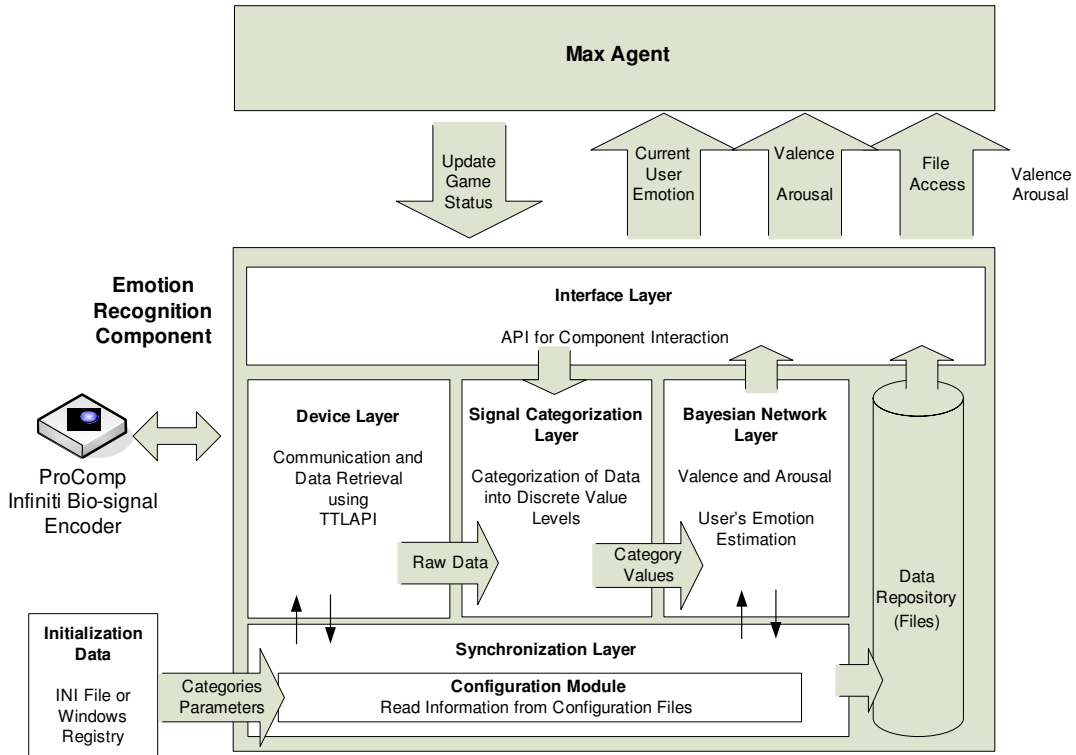 Max Agent
Update
Game
Status
Current
User
Emotion
Valence
Arousal
File
Access
Valence
Arousal
Emotion
Recognition
Component
Interface Layer
API for Component Interaction
Device Layer
Communication and
Data Retrieval
using
TTLAPI
Signal Categorization
Layer
Categorization of Data
into Discrete Value
Levels
Bayesian Network
Layer
Valence and Arousal
User's Emotion
Estimation
ProComp
Infiniti Bio-signal
Encoder
Raw Data
Category
Values
Data
Repository
(Files)
Initialization
Data
INI File or
Windows
Registry
Categories
Parameters
Synchronization Layer
Configuration Module
Read Information from Configuration Files